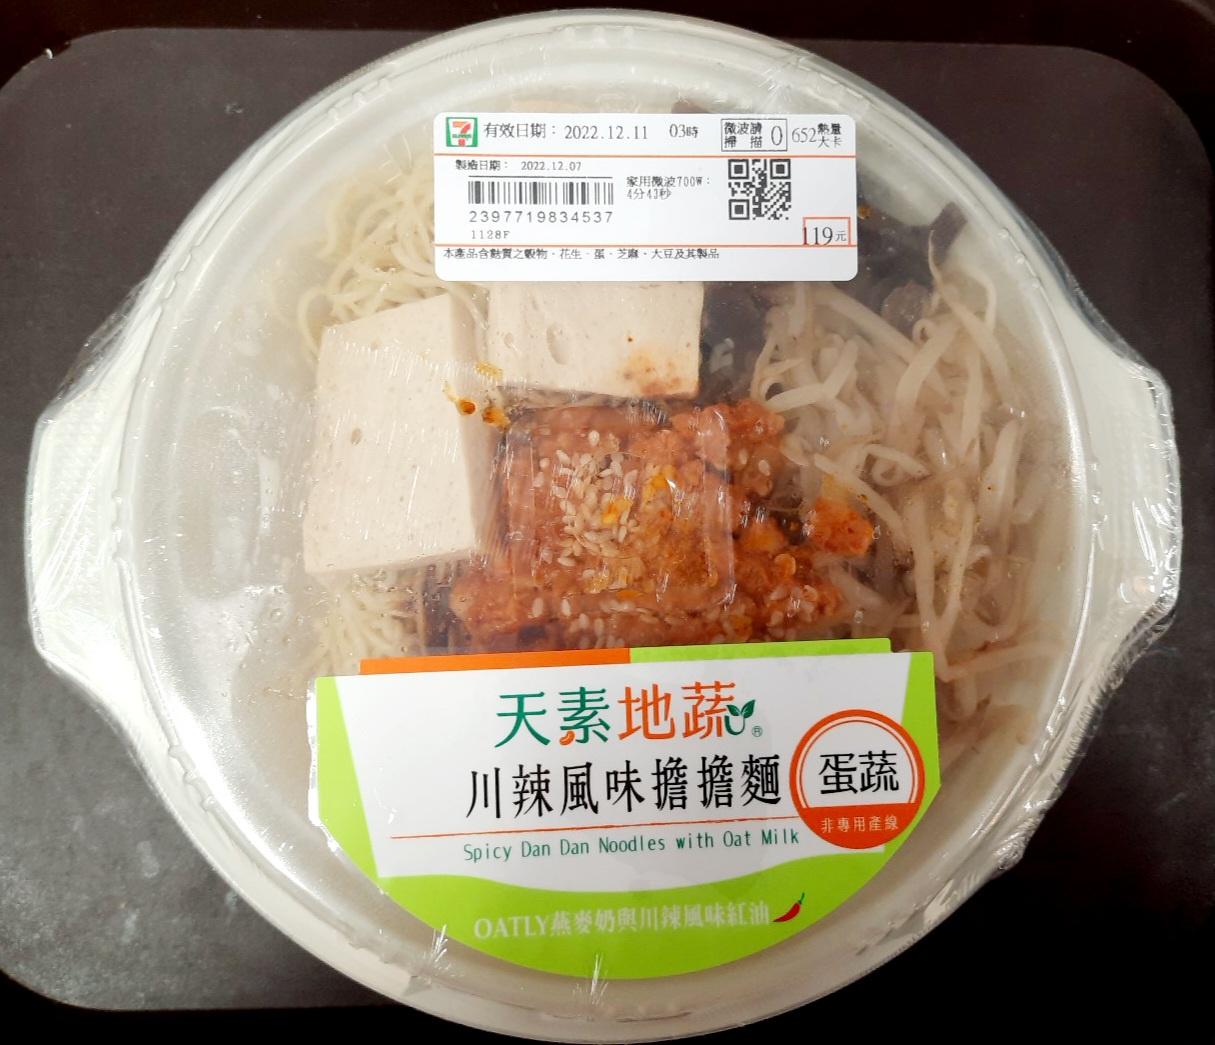 7 ELEVEN
有效日期：2022.12.11 03時
微波請掃描 0
652熱量大卡
製造日期：2022.12.07
家用微波700W：
4分43秒
2397719834537
1128F
119元
本產品含麩質之穀物、花生、蛋、芝麻、大豆及其製品
天素地蔬®
川辣風味擔擔麵
Spicy Dan Dan Noodles with Oat Milk
蛋蔬
非專用產線
OATLY燕麥奶與川辣風味紅油